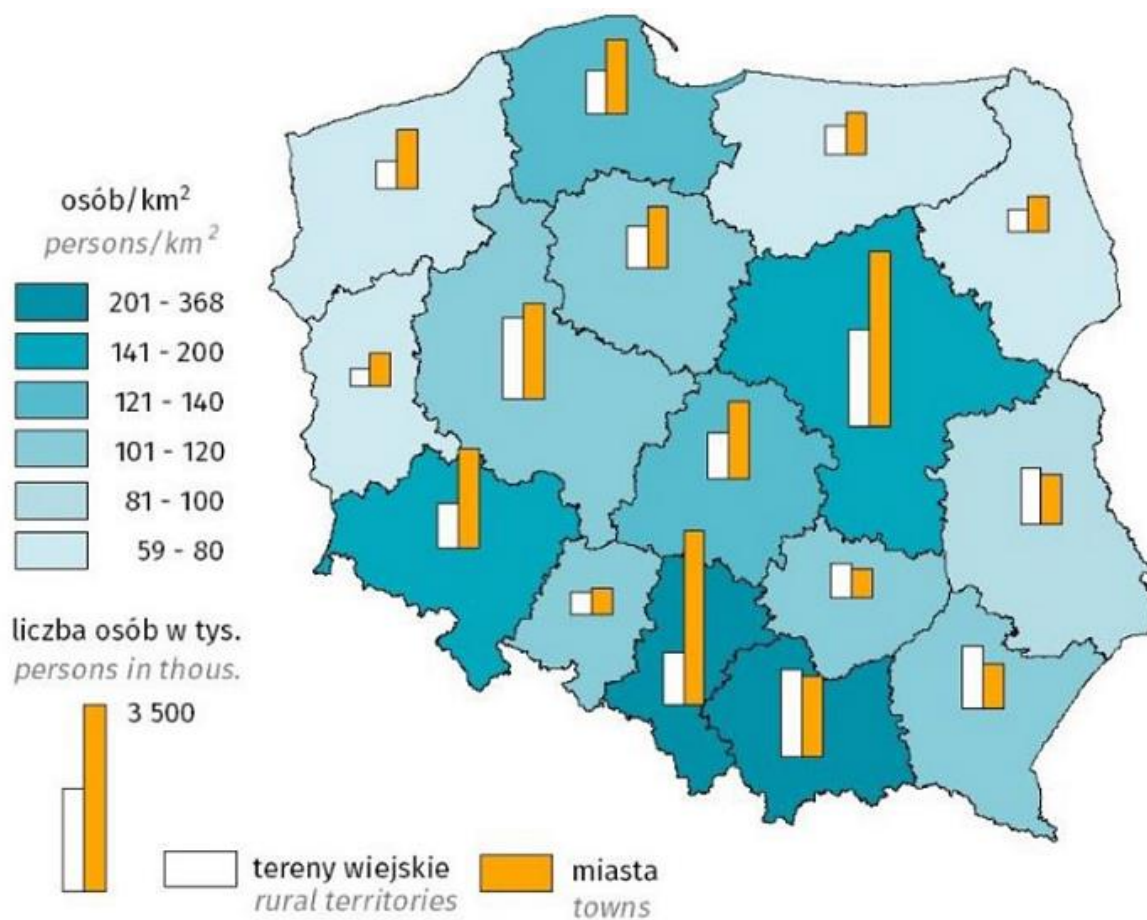 osób/km²
persons/km²
201 - 368
141 - 200
121 - 140
101 - 120
81 - 100
59 - 80
liczba osób w tys.
persons in thous.
3 500
tereny wiejskie
rural territories
miasta
towns